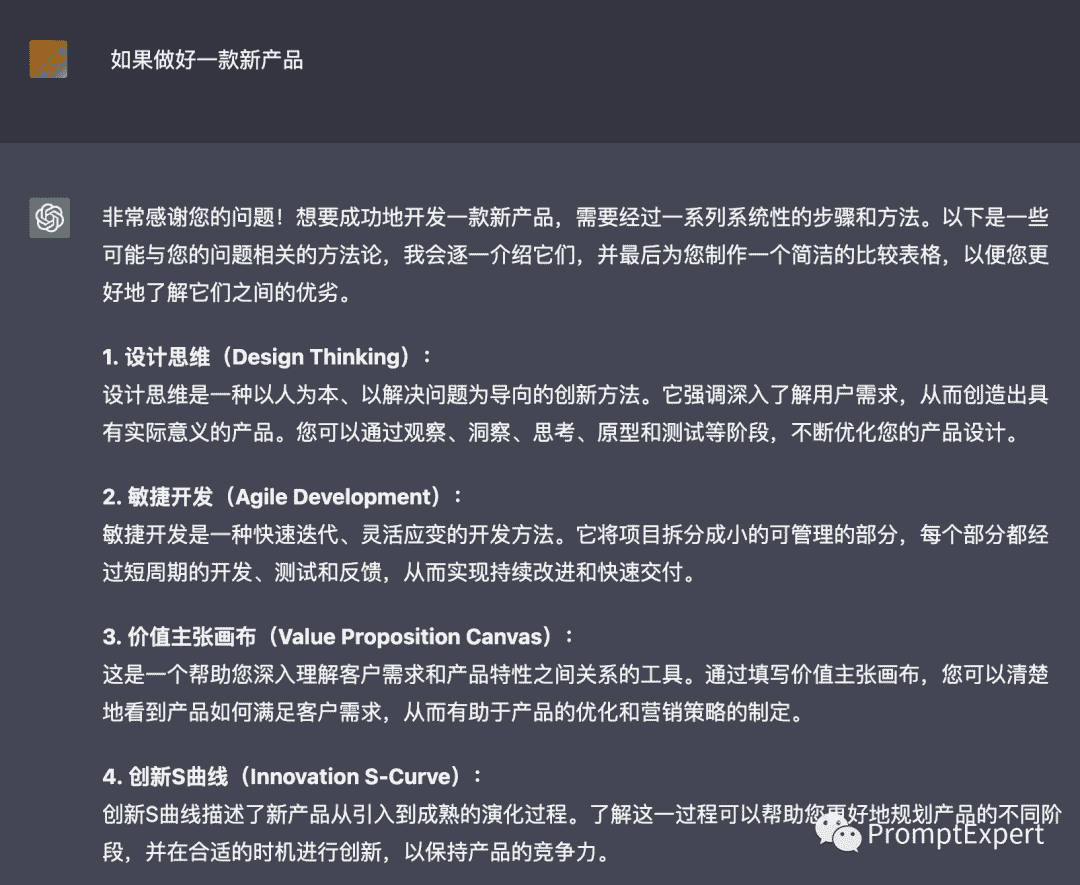 如果做好一款新产品
非常感谢您的问题！想要成功地开发一款新产品，需要经过一系列系统性的步骤和方法。以下是一些
可能与您的问题相关的方法论，我会逐一介绍它们，并最后为您制作一个简洁的比较表格，以便您更
好地了解它们之间的优劣。
1. 设计思维（Design Thinking）：
设计思维是一种以人为本、以解决问题为导向的创新方法。它强调深入了解用户需求，从而创造出具
有实际意义的产品。您可以通过观察、洞察、思考、原型和测试等阶段，不断优化您的产品设计。
2. 敏捷开发（Agile Development）：
敏捷开发是一种快速迭代、灵活应变的开发方法。它将项目拆分成小的可管理的部分，每个部分都经
过短周期的开发、测试和反馈，从而实现持续改进和快速交付。
3. 价值主张画布（Value Proposition Canvas）：
这是一个帮助您深入理解客户需求和产品特性之间关系的工具。通过填写价值主张画布，您可以清楚
地看到产品如何满足客户需求，从而有助于产品的优化和营销策略的制定。
4. 创新S曲线（Innovation S-Curve）：
创新S曲线描述了新产品从引入到成熟的演化过程。了解这一过程可以帮助您更好地规划产品的不同阶
段，并在合适的时机进行创新，以保持产品的竞争力。
PromptExpert